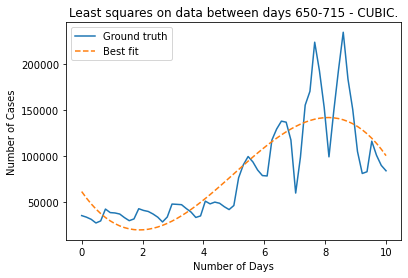 Least squares on data between days 650-715 - CUBIC.
Ground truth
Best fit
Number of Cases
200000
150000
100000
50000
0 2 4 6 8 10
Number of Days